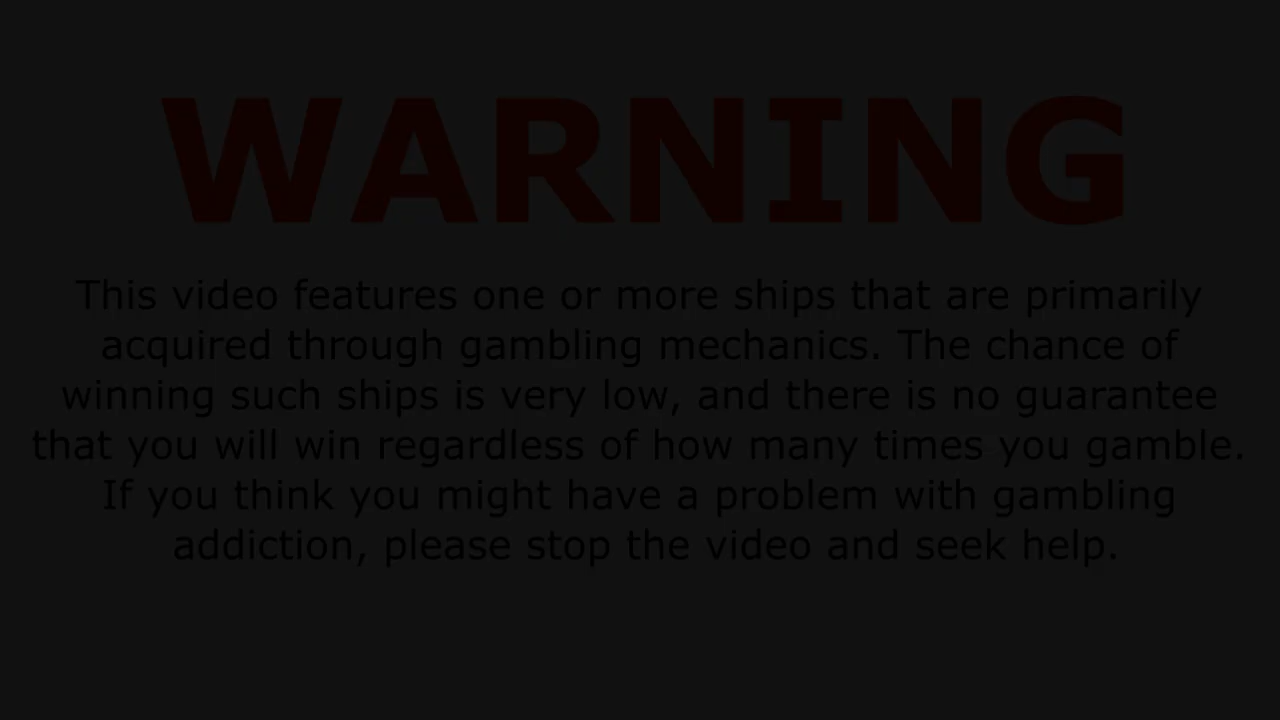 WARNING
This video features one or more ships that are primarily
acquired through gambling mechanics. The chance of
winning such ships is very low, and there is no guarantee
that you will win regardless of how many times you gamble.
If you think you might have a problem with gambling
addiction, please stop the video and seek help.